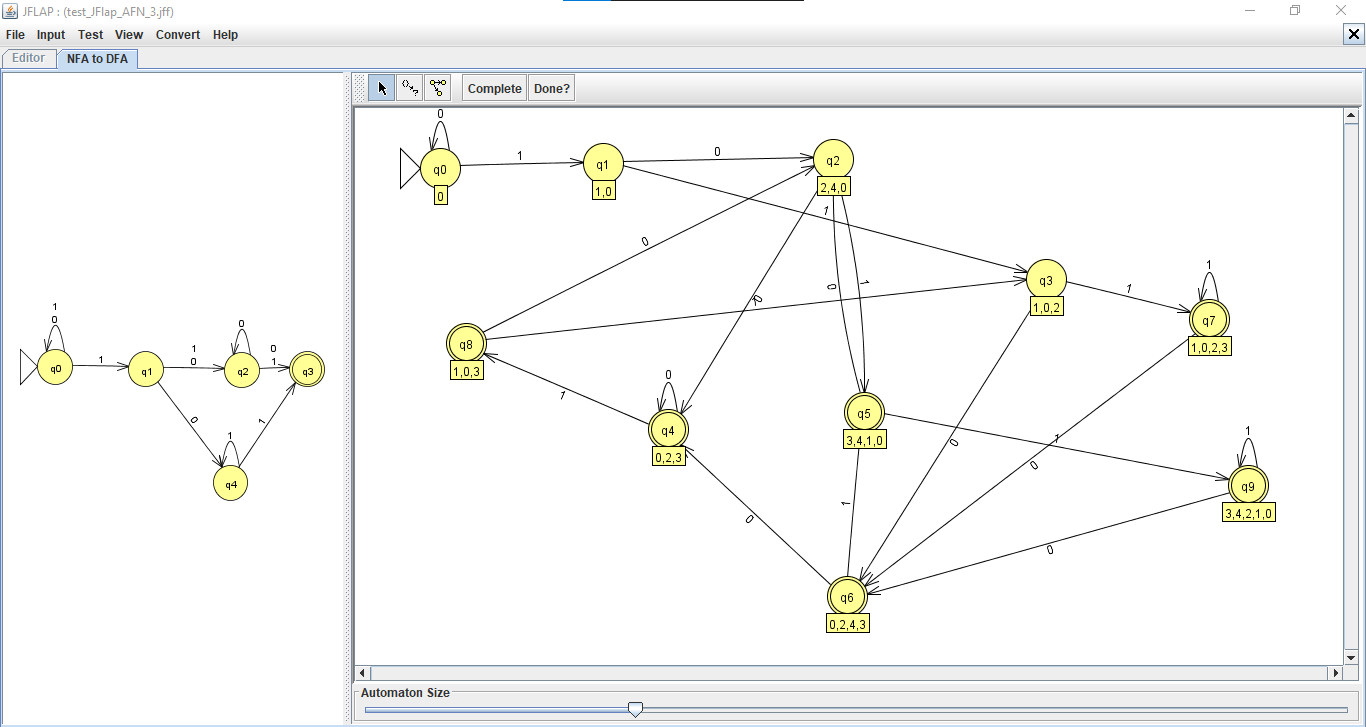 JFLAP : (test_JFlap_AFN_3.jff)
File Input Test View Convert Help
Editor NFA to DFA
Complete Done?
1
0
q0
1
q1
1
0
0
q2
0
1
q3
0
1
1
q4
0
q0
0
1
q1
1,0
0
q2
2,4,0
1
0
0
0
1
q3
1,0,2
1
1
q7
1,0,2,3
q8
1,0,3
1
0
q4
0,2,3
q5
3,4,1,0
1
0
0
1
q9
3,4,2,1,0
1
0
0
q6
0,2,4,3
Automaton Size